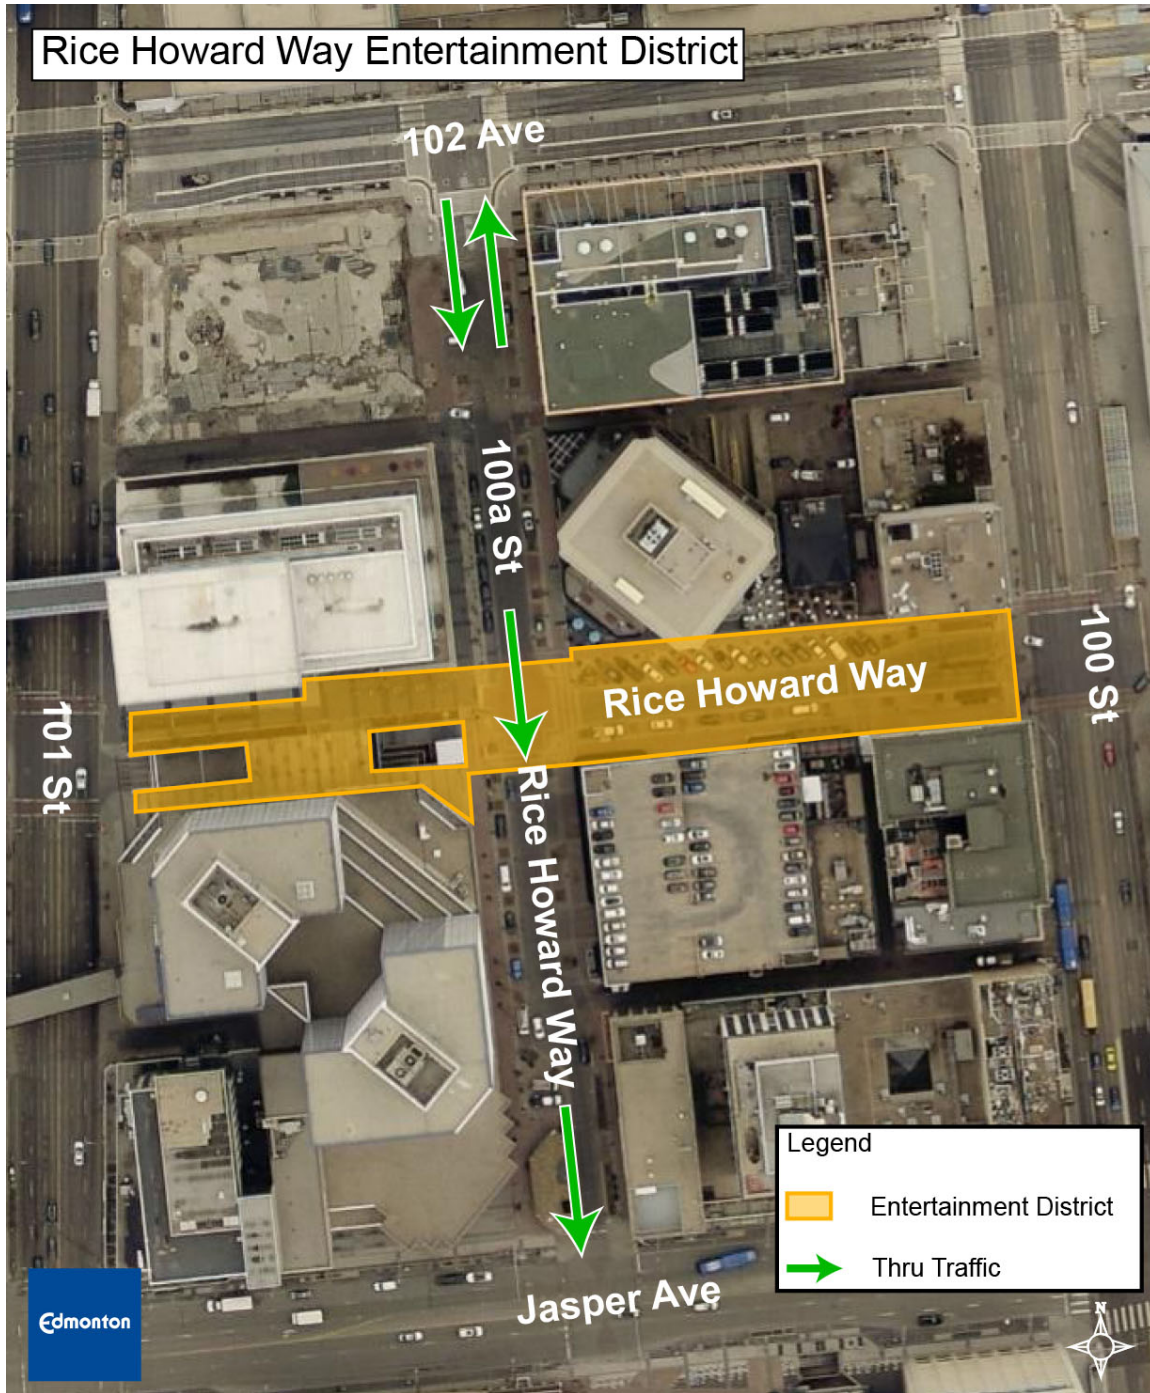 Rice Howard Way Entertainment District
102 Ave
100a St
100 St
Rice Howard Way
101 St
Rice Howard Way
Legend
Entertainment District
Thru Traffic
Jasper Ave
Edmonton
N